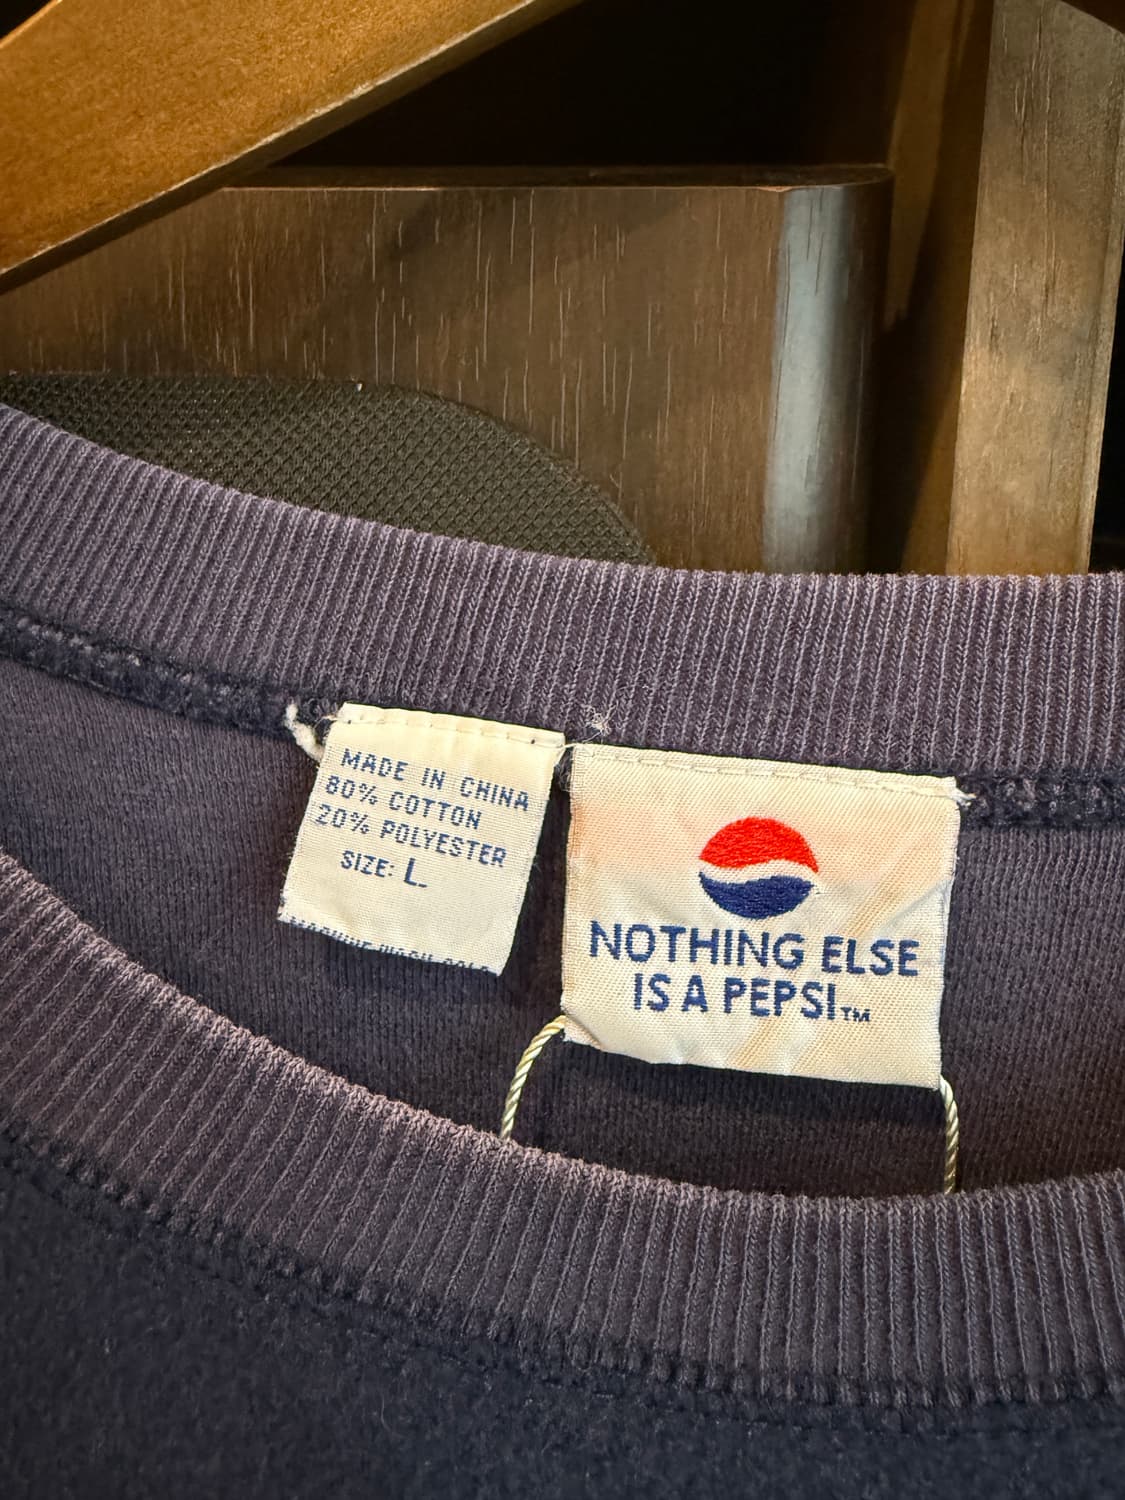 MADE IN CHINA
80% COTTON
20% POLYESTER
SIZE: L
NOTHING ELSE
IS A PEPSI™